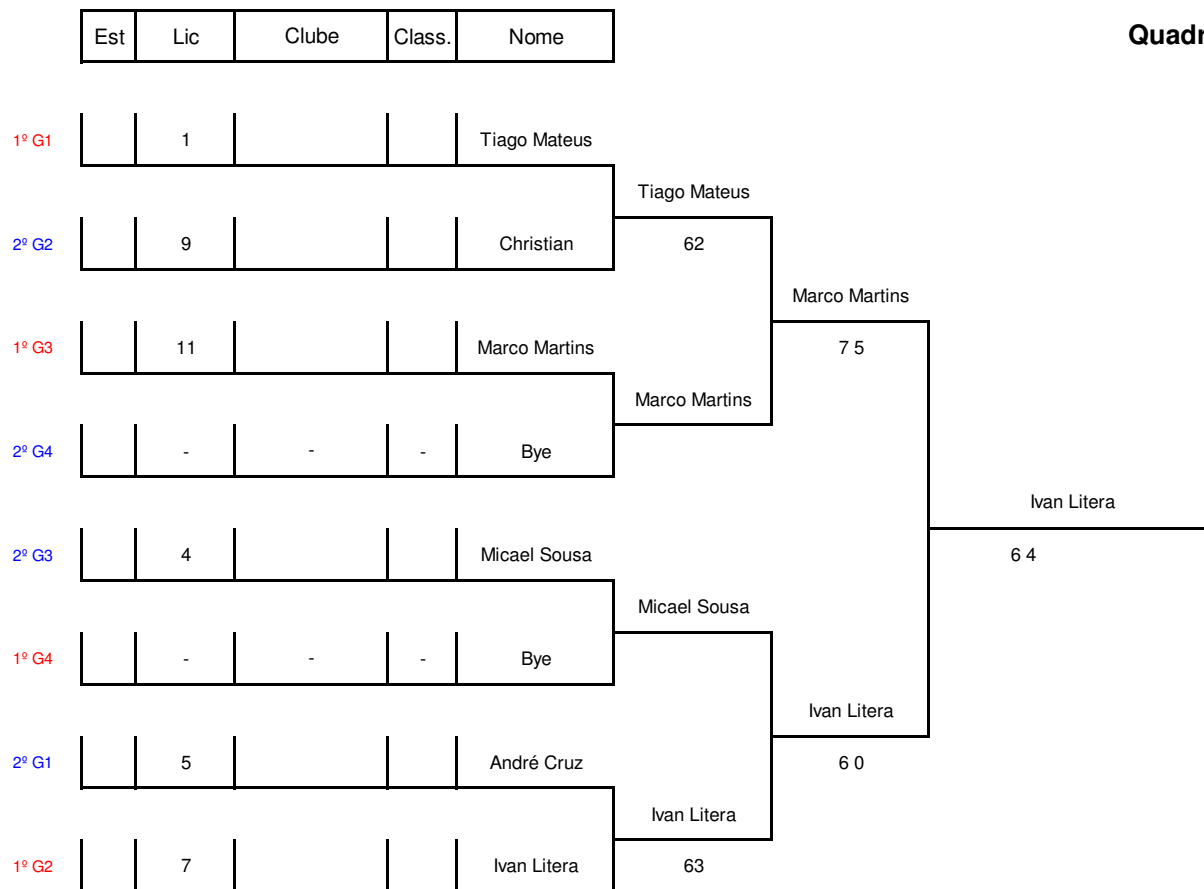 Est Lic Clube Class. Nome
Quadr
1º G1 1 Tiago Mateus
Tiago Mateus
2º G2 9 Christian 62
Marco Martins
1º G3 11 Marco Martins 7 5
Marco Martins
2º G4 - - - Bye
Ivan Litera
2º G3 4 Micael Sousa 6 4
Micael Sousa
1º G4 - - - Bye
Ivan Litera
2º G1 5 André Cruz 6 0
Ivan Litera
1º G2 7 Ivan Litera 63